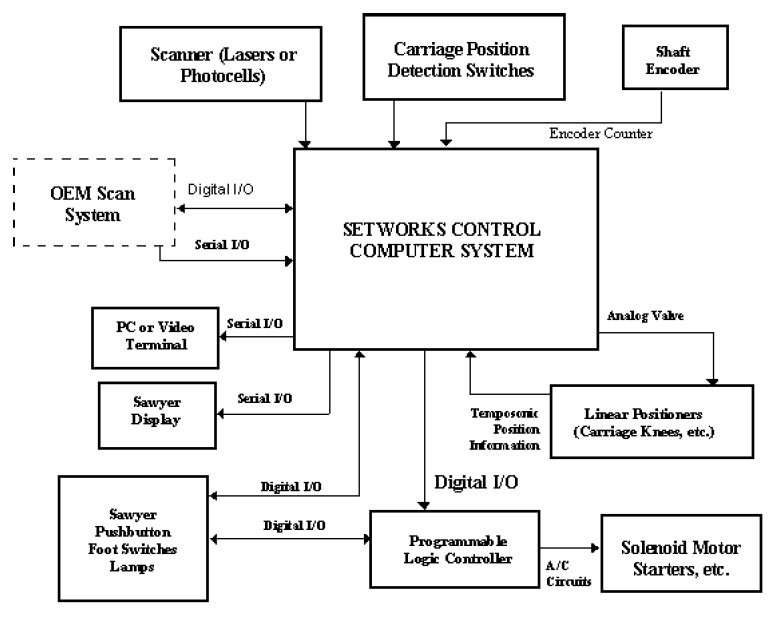 Scanner (Lasers or
Photocells)
Carriage Position
Detection Switches
Shaft
Encoder
Encoder Counter
OEM Scan
System
Digital I/O
Serial I/O
SETWORKS CONTROL
COMPUTER SYSTEM
PC or Video
Terminal
Serial I/O
Analog Valve
Sawyer
Display
Serial I/O
Temposonic
Position
Information
Linear Positioners
(Carriage Knees, etc.)
Digital I/O
Digital I/O
Sawyer
Pushbutton
Foot Switches
Lamps
Digital I/O
Programmable
Logic Controller
A/C
Circuits
Solenoid Motor
Starters, etc.